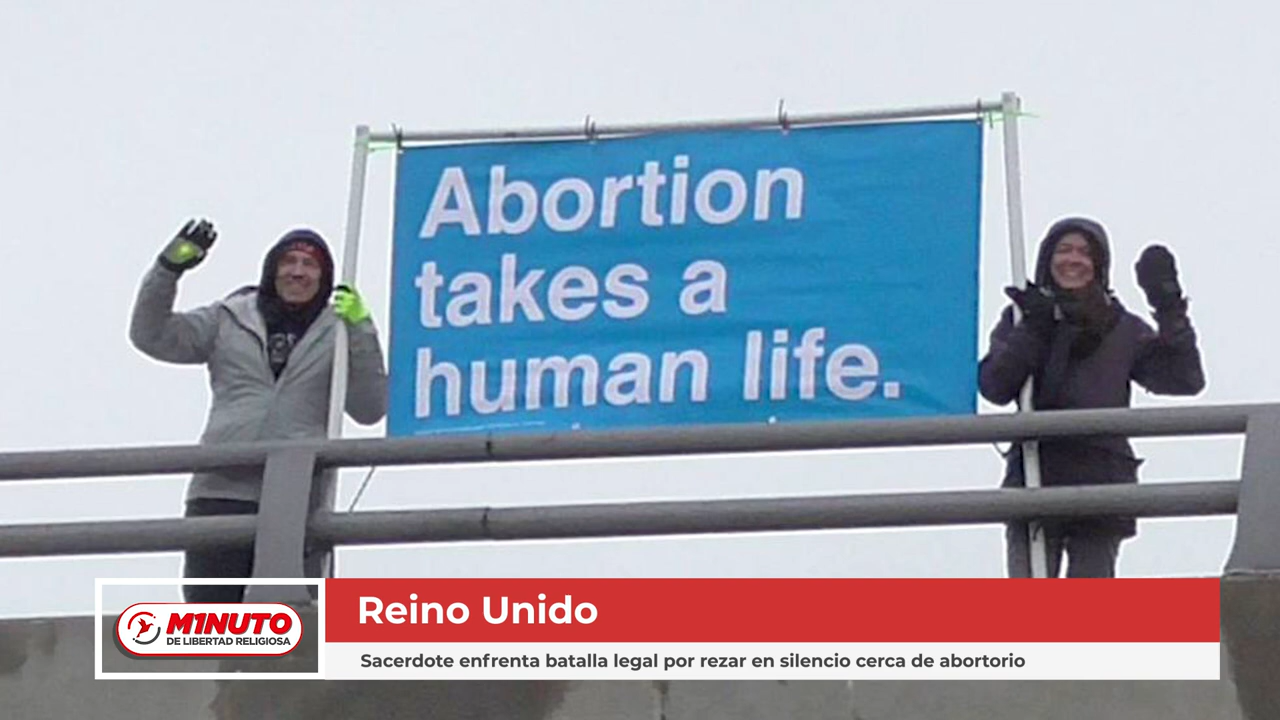 Abortion
takes a
human life.
Reino Unido
M1NUTO
DE LIBERTAD RELIGIOSA
Sacerdote enfrenta batalla legal por rezar en silencio cerca de abortorio